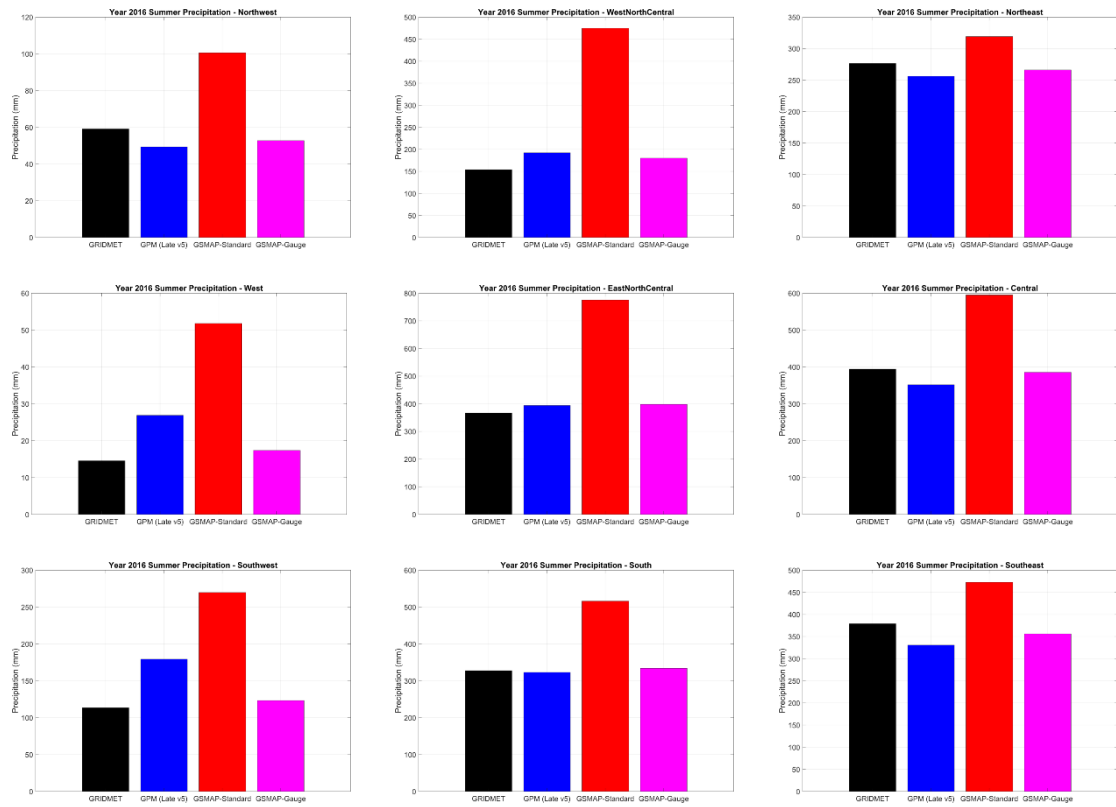 Year 2016 Summer Precipitation - Northwest
Precipitation (mm)
120
100
80
60
40
20
0
GRIDMET GPM (Late v5) GSMAP-Standard GSMAP-Gauge
Year 2016 Summer Precipitation - WestNorthCentral
Precipitation (mm)
500
450
400
350
300
250
200
150
100
50
0
GRIDMET GPM (Late v5) GSMAP-Standard GSMAP-Gauge
Year 2016 Summer Precipitation - Northeast
Precipitation (mm)
350
300
250
200
150
100
50
0
GRIDMET GPM (Late v5) GSMAP-Standard GSMAP-Gauge
Year 2016 Summer Precipitation - West
Precipitation (mm)
60
50
40
30
20
10
0
GRIDMET GPM (Late v5) GSMAP-Standard GSMAP-Gauge
Year 2016 Summer Precipitation - EastNorthCentral
Precipitation (mm)
800
700
600
500
400
300
200
100
0
GRIDMET GPM (Late v5) GSMAP-Standard GSMAP-Gauge
Year 2016 Summer Precipitation - Central
Precipitation (mm)
600
500
400
300
200
100
0
GRIDMET GPM (Late v5) GSMAP-Standard GSMAP-Gauge
Year 2016 Summer Precipitation - Southwest
Precipitation (mm)
300
250
200
150
100
50
0
GRIDMET GPM (Late v5) GSMAP-Standard GSMAP-Gauge
Year 2016 Summer Precipitation - South
Precipitation (mm)
600
500
400
300
200
100
0
GRIDMET GPM (Late v5) GSMAP-Standard GSMAP-Gauge
Year 2016 Summer Precipitation - Southeast
Precipitation (mm)
500
450
400
350
300
250
200
150
100
50
0
GRIDMET GPM (Late v5) GSMAP-Standard GSMAP-Gauge